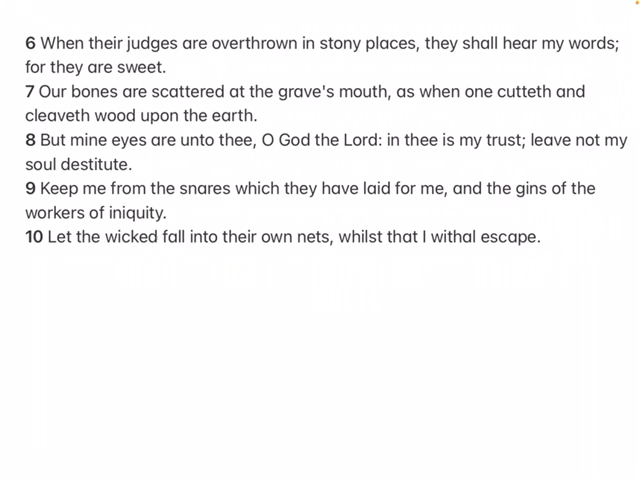 6 When their judges are overthrown in stony places, they shall hear my words;
for they are sweet.
7 Our bones are scattered at the grave's mouth, as when one cutteth and
cleaveth wood upon the earth.
8 But mine eyes are unto thee, O God the Lord: in thee is my trust; leave not my
soul destitute.
9 Keep me from the snares which they have laid for me, and the gins of the
workers of iniquity.
10 Let the wicked fall into their own nets, whilst that I withal escape.